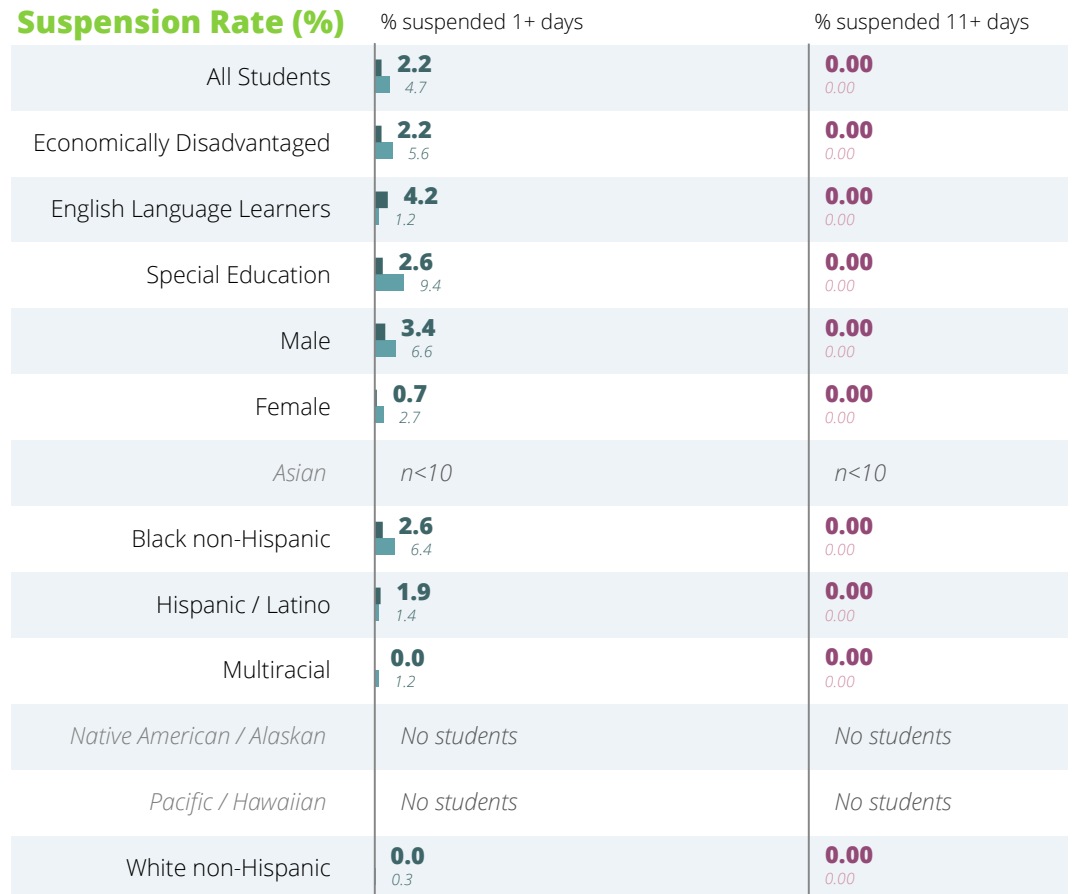 Suspension Rate (%) % suspended 1+ days % suspended 11+ days
All Students 2.2 0.00
4.7 0.00
Economically Disadvantaged 2.2 0.00
5.6 0.00
English Language Learners 4.2 0.00
1.2 0.00
Special Education 2.6 0.00
9.4 0.00
Male 3.4 0.00
6.6 0.00
Female 0.7 0.00
2.7 0.00
Asian n<10 n<10
Black non-Hispanic 2.6 0.00
6.4 0.00
Hispanic / Latino 1.9 0.00
1.4 0.00
Multiracial 0.0 0.00
1.2 0.00
Native American / Alaskan No students No students
Pacific / Hawaiian No students No students
White non-Hispanic 0.0 0.00
0.3 0.00